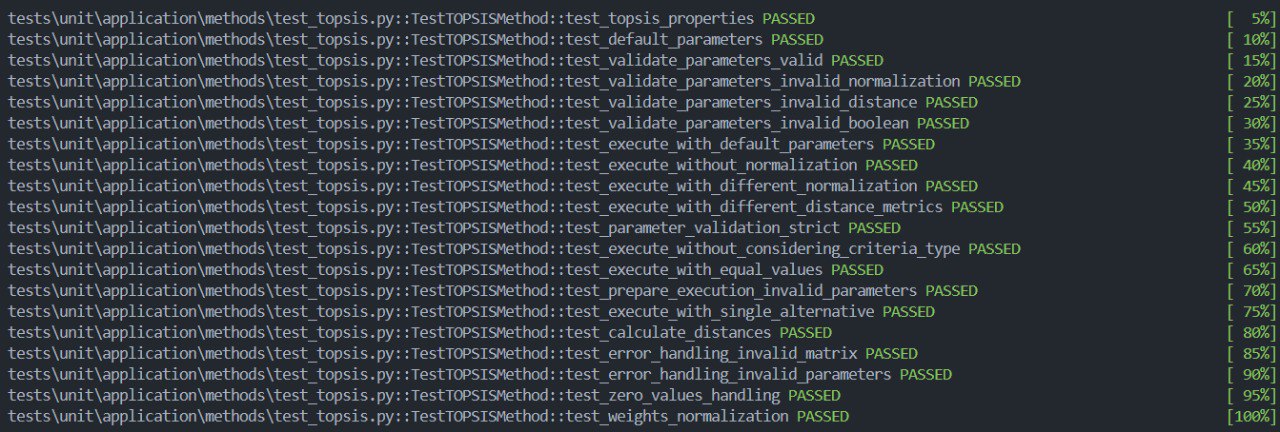 tests\unit\application\methods\test_topsis.py::TestTOPSISMethod::test_topsis_properties PASSED [  5%]
tests\unit\application\methods\test_topsis.py::TestTOPSISMethod::test_default_parameters PASSED [ 10%]
tests\unit\application\methods\test_topsis.py::TestTOPSISMethod::test_validate_parameters_valid PASSED [ 15%]
tests\unit\application\methods\test_topsis.py::TestTOPSISMethod::test_validate_parameters_invalid_normalization PASSED [ 20%]
tests\unit\application\methods\test_topsis.py::TestTOPSISMethod::test_validate_parameters_invalid_distance PASSED [ 25%]
tests\unit\application\methods\test_topsis.py::TestTOPSISMethod::test_validate_parameters_invalid_boolean PASSED [ 30%]
tests\unit\application\methods\test_topsis.py::TestTOPSISMethod::test_execute_with_default_parameters PASSED [ 35%]
tests\unit\application\methods\test_topsis.py::TestTOPSISMethod::test_execute_without_normalization PASSED [ 40%]
tests\unit\application\methods\test_topsis.py::TestTOPSISMethod::test_execute_with_different_normalization PASSED [ 45%]
tests\unit\application\methods\test_topsis.py::TestTOPSISMethod::test_execute_with_different_distance_metrics PASSED [ 50%]
tests\unit\application\methods\test_topsis.py::TestTOPSISMethod::test_parameter_validation_strict PASSED [ 55%]
tests\unit\application\methods\test_topsis.py::TestTOPSISMethod::test_execute_without_considering_criteria_type PASSED [ 60%]
tests\unit\application\methods\test_topsis.py::TestTOPSISMethod::test_execute_with_equal_values PASSED [ 65%]
tests\unit\application\methods\test_topsis.py::TestTOPSISMethod::test_prepare_execution_invalid_parameters PASSED [ 70%]
tests\unit\application\methods\test_topsis.py::TestTOPSISMethod::test_execute_with_single_alternative PASSED [ 75%]
tests\unit\application\methods\test_topsis.py::TestTOPSISMethod::test_calculate_distances PASSED [ 80%]
tests\unit\application\methods\test_topsis.py::TestTOPSISMethod::test_error_handling_invalid_matrix PASSED [ 85%]
tests\unit\application\methods\test_topsis.py::TestTOPSISMethod::test_error_handling_invalid_parameters PASSED [ 90%]
tests\unit\application\methods\test_topsis.py::TestTOPSISMethod::test_zero_values_handling PASSED [ 95%]
tests\unit\application\methods\test_topsis.py::TestTOPSISMethod::test_weights_normalization PASSED [100%]